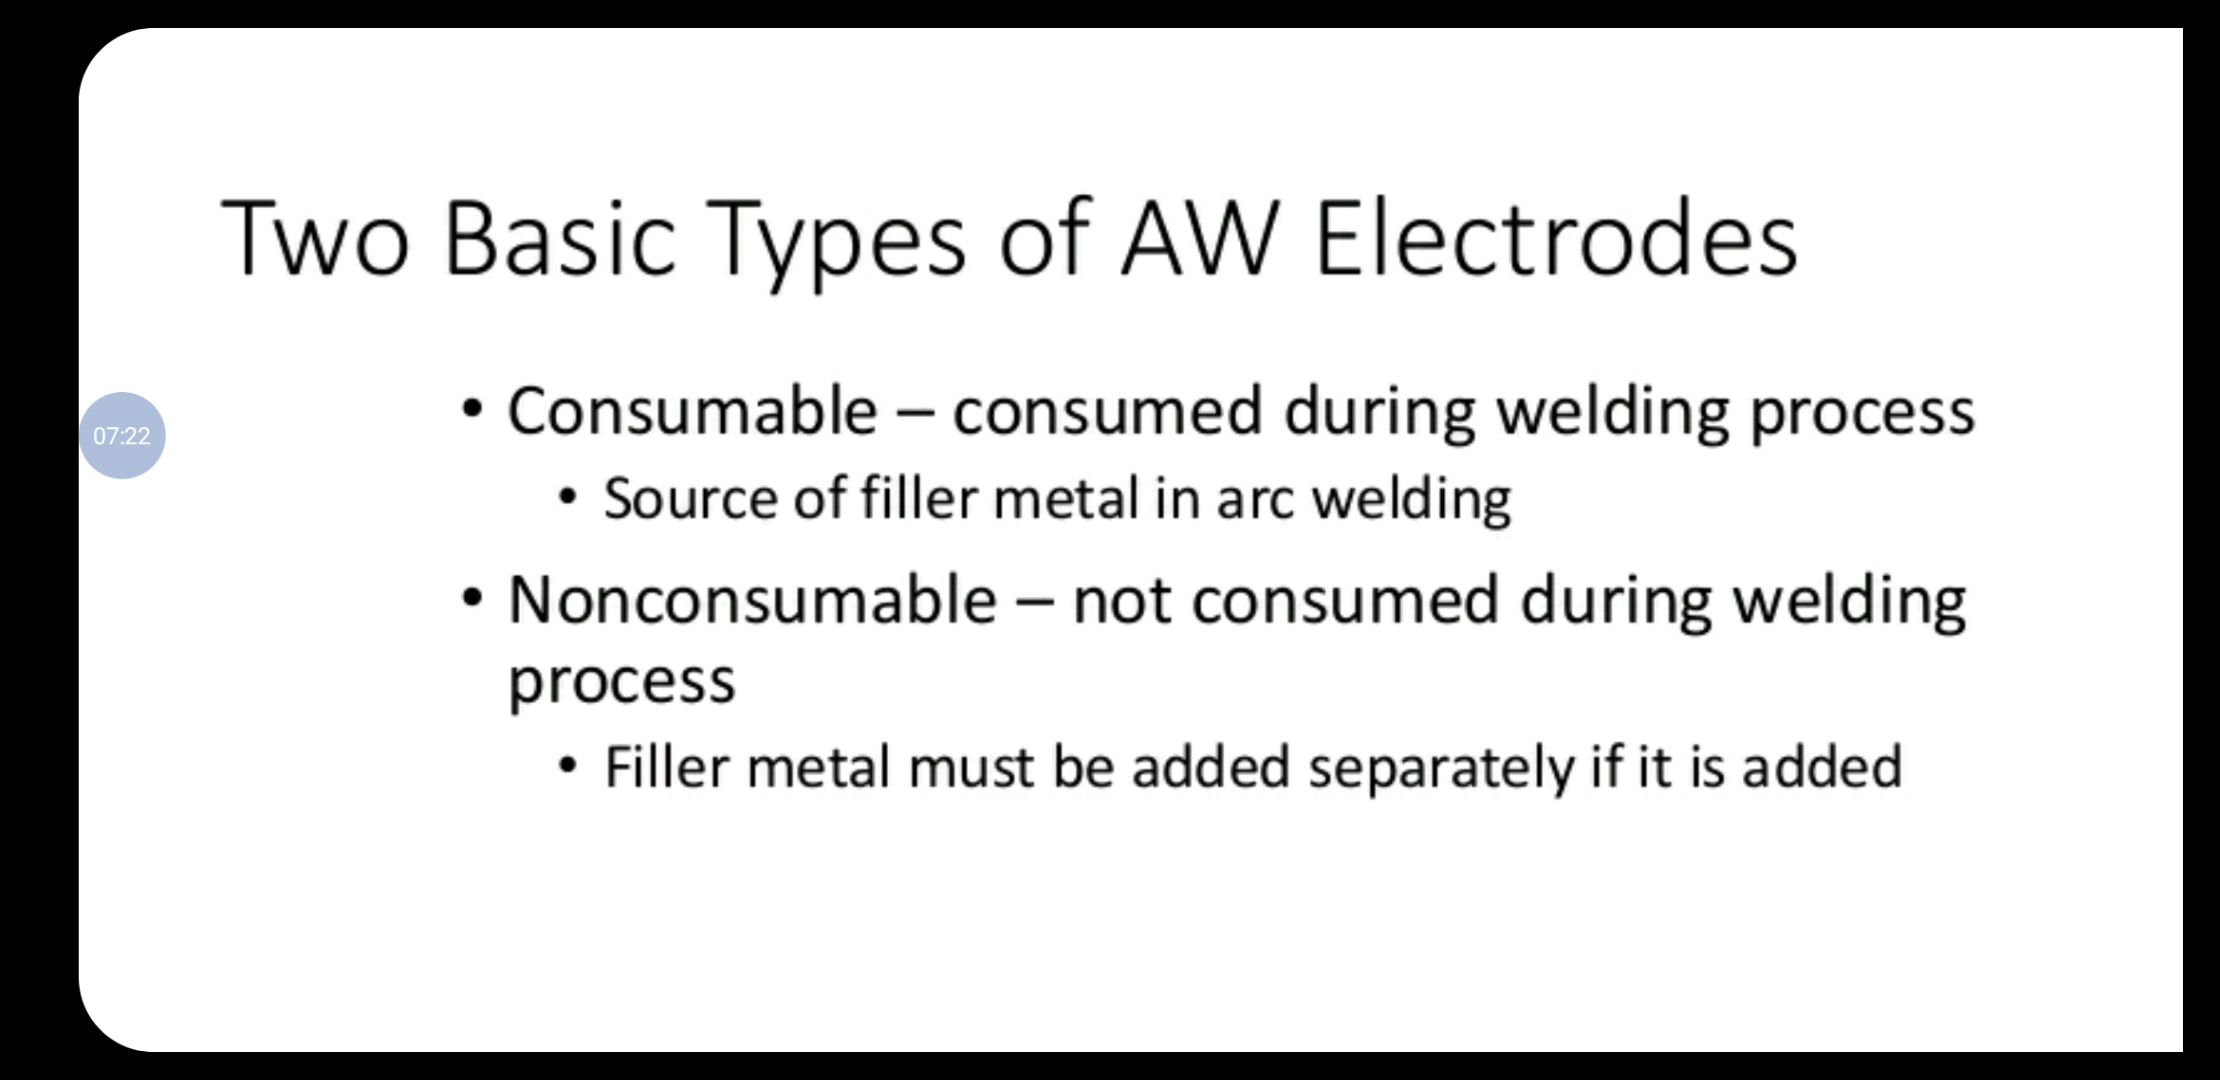 Two Basic Types of AW Electrodes
• Consumable – consumed during welding process
• Source of filler metal in arc welding
07:22
• Nonconsumable – not consumed during welding
process
• Filler metal must be added separately if it is added